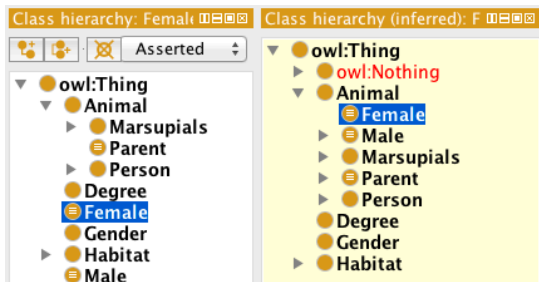 Class hierarchy: Female
Asserted
owl:Thing
Animal
Marsupials
Parent
Person
Degree
Female
Gender
Habitat
Male
Class hierarchy (inferred): F
owl:Thing
owl:Nothing
Animal
Female
Male
Marsupials
Parent
Person
Degree
Gender
Habitat